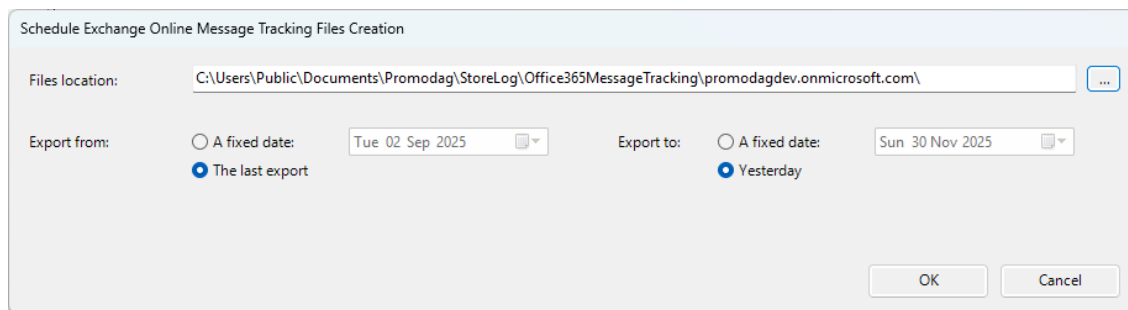 Schedule Exchange Online Message Tracking Files Creation
Files location: C:\Users\Public\Documents\Promodag\StoreLog\Office365MessageTracking\promodagdev.onmicrosoft.com\ ...
Export from: A fixed date: Tue 02 Sep 2025 Export to: A fixed date: Sun 30 Nov 2025
The last export Yesterday
OK Cancel